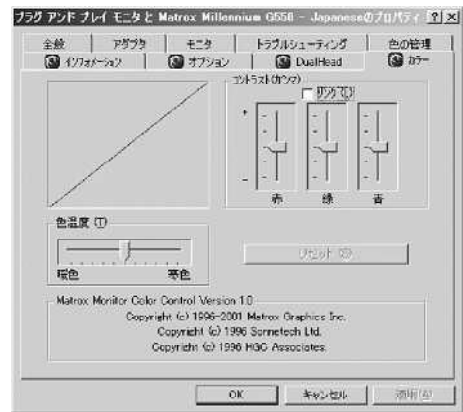 プラグ アンド プレイ モニタと Matrox Millennium G550 - Japaneseのプロパティ
全般
アダプタ
モニタ
トラブルシューティング
色の管理
インフォメーション
オプション
DualHead
カラー
コントラスト(ガンマ)
リンク(L)
+
-
赤
緑
青
色温度 (T)
暖色
寒色
リセット (R)
Matrox Monitor Color Control Version 1.0
Copyright (c) 1996-2001 Matrox Graphics Inc.
Copyright (c) 1996 Sonnetech Ltd.
Copyright (c) 1996 HGC Associates.
OK
キャンセル
適用(A)